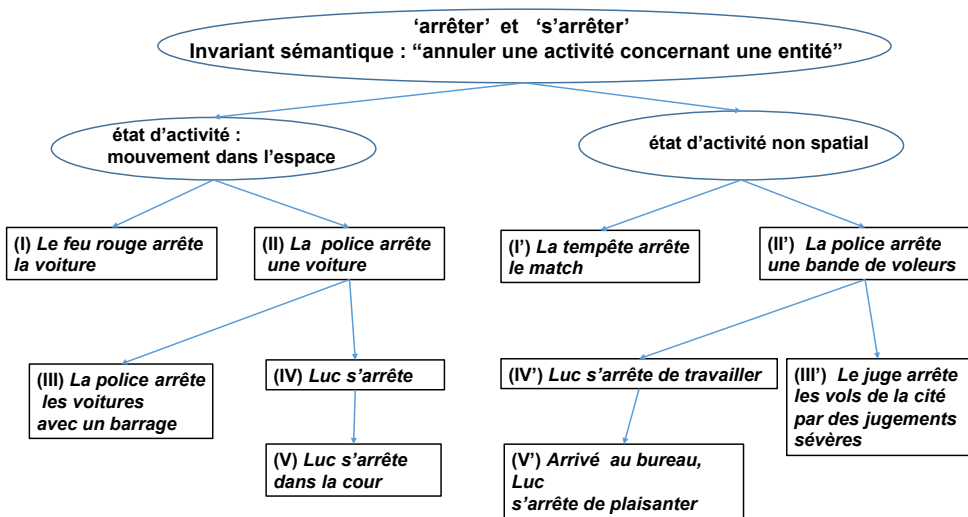 ‘arrêter’ et ‘s’arrêter’
Invariant sémantique : “annuler une activité concernant une entité”
état d’activité :
mouvement dans l’espace
état d’activité non spatial
(I) Le feu rouge arrête
la voiture
(II) La police arrête
une voiture
(I’) La tempête arrête
le match
(II’) La police arrête
une bande de voleurs
(III) La police arrête
les voitures
avec un barrage
(IV) Luc s’arrête
(IV’) Luc s’arrête de travailler
(III’) Le juge arrête
les vols de la cité
par des jugements
sévères
(V) Luc s’arrête
dans la cour
(V’) Arrivé au bureau,
Luc
s’arrête de plaisanter